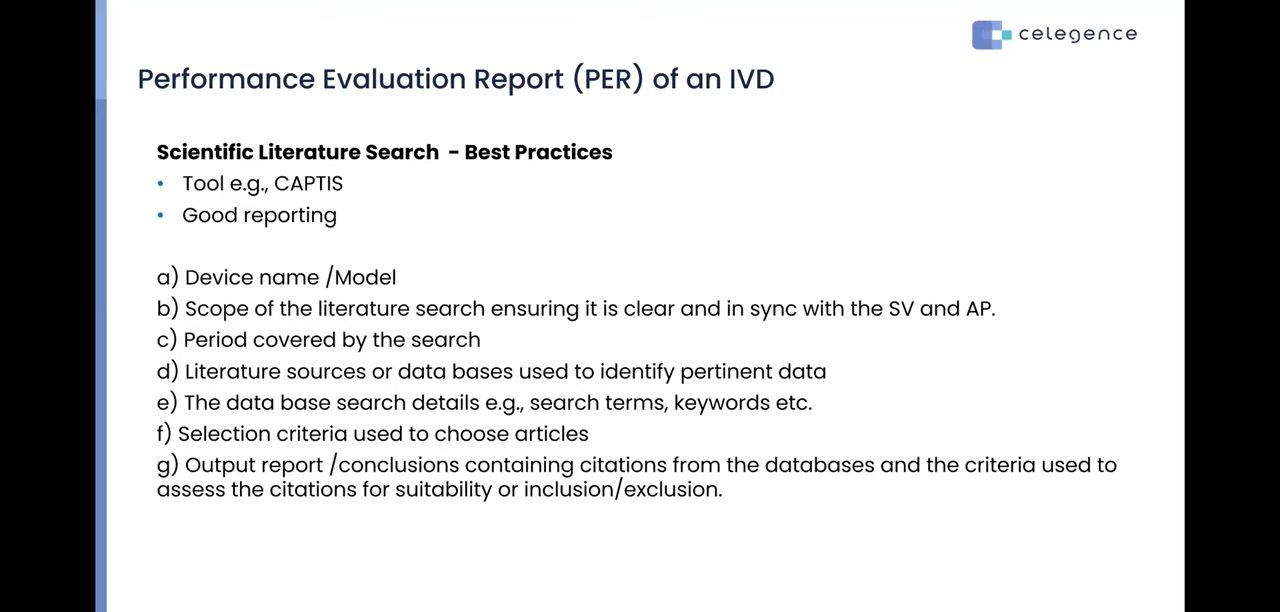 celegence
Performance Evaluation Report (PER) of an IVD
Scientific Literature Search - Best Practices
• Tool e.g., CAPTIS
• Good reporting
a) Device name /Model
b) Scope of the literature search ensuring it is clear and in sync with the SV and AP.
c) Period covered by the search
d) Literature sources or data bases used to identify pertinent data
e) The data base search details e.g., search terms, keywords etc.
f) Selection criteria used to choose articles
g) Output report /conclusions containing citations from the databases and the criteria used to
assess the citations for suitability or inclusion/exclusion.